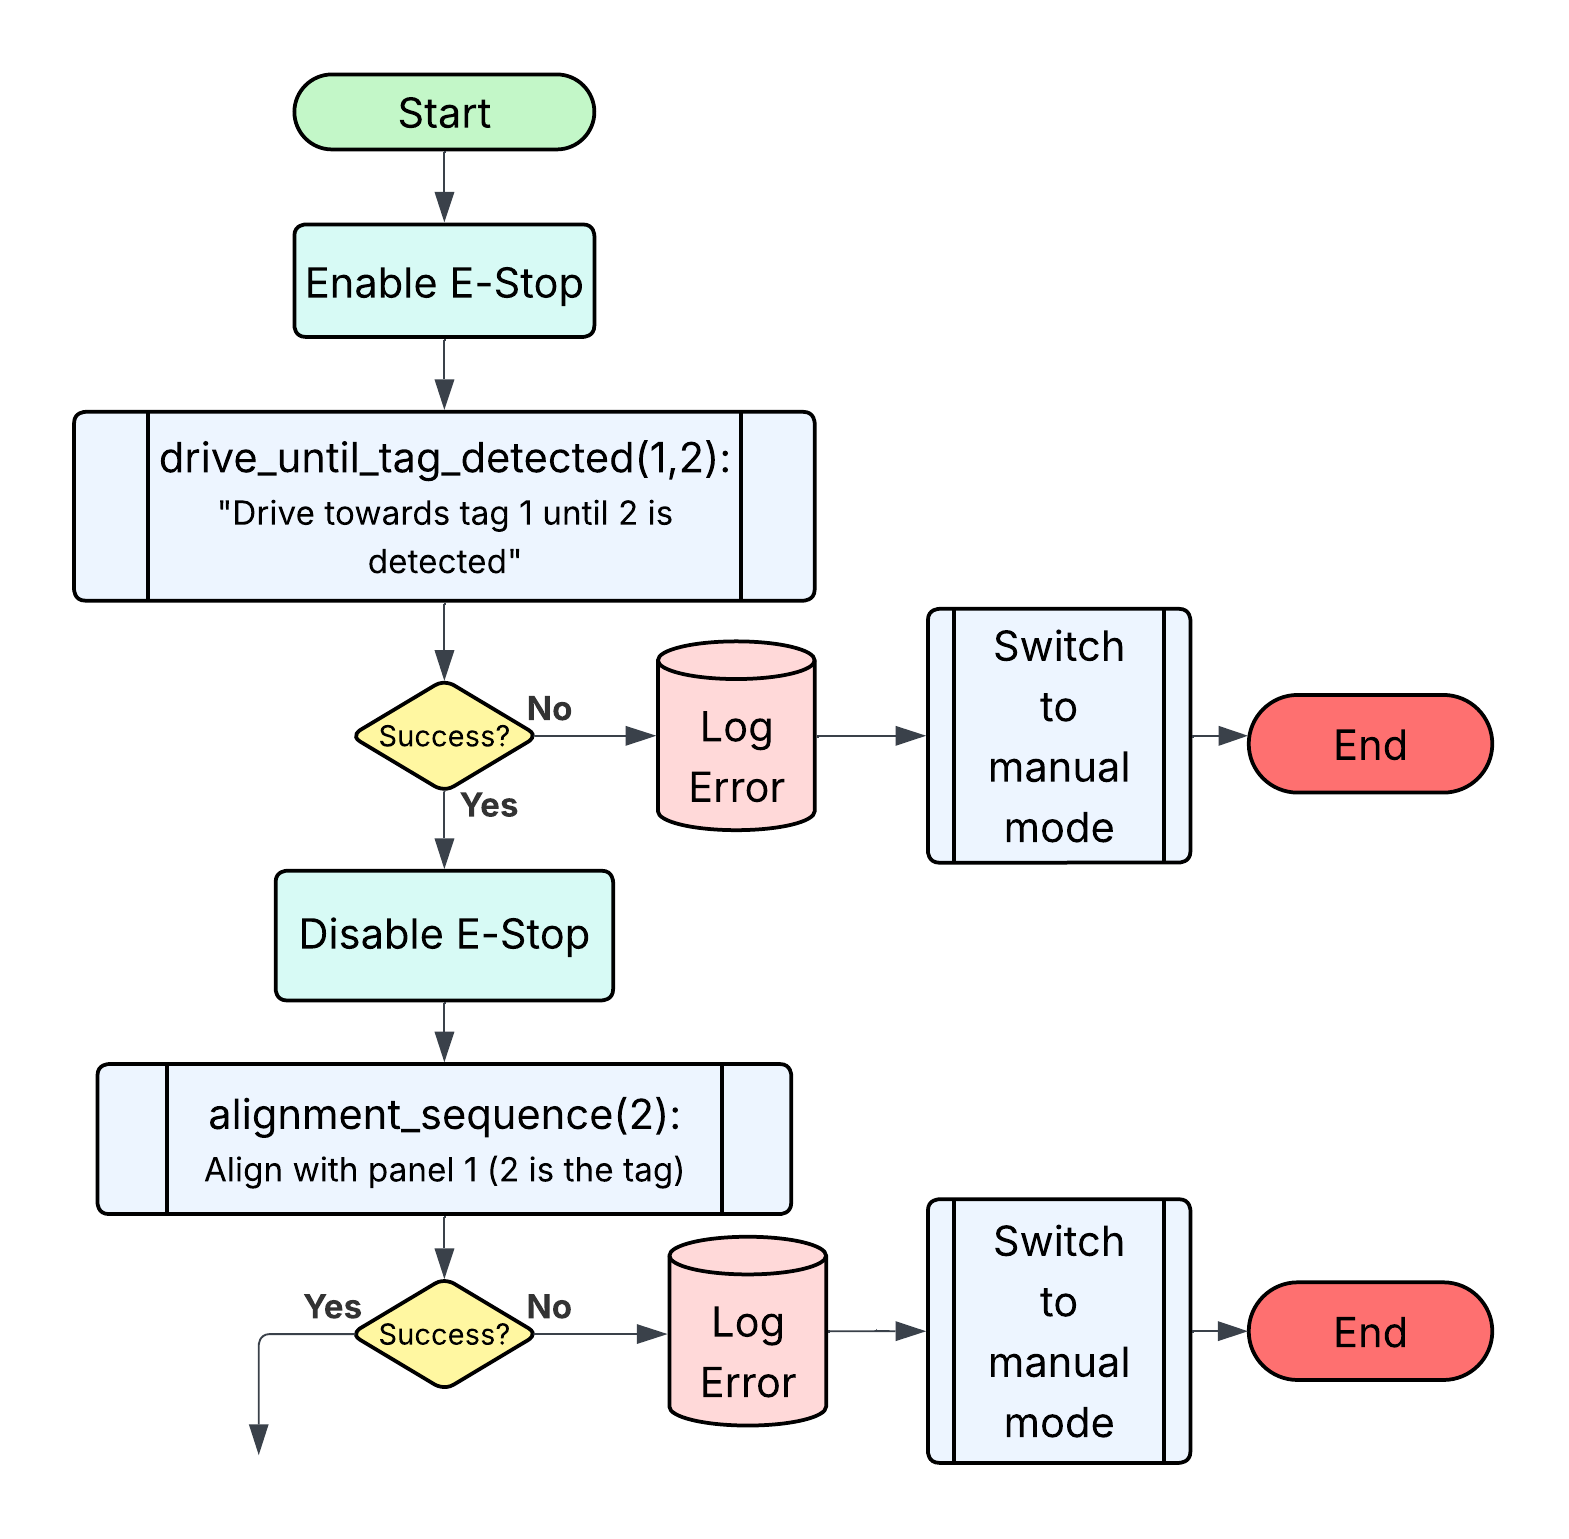 Start
Enable E-Stop
drive_until_tag_detected(1,2):
"Drive towards tag 1 until 2 is
detected"
Success?
No
Yes
Log
Error
Switch
to
manual
mode
End
Disable E-Stop
alignment_sequence(2):
Align with panel 1 (2 is the tag)
Yes
Success?
No
Log
Error
Switch
to
manual
mode
End